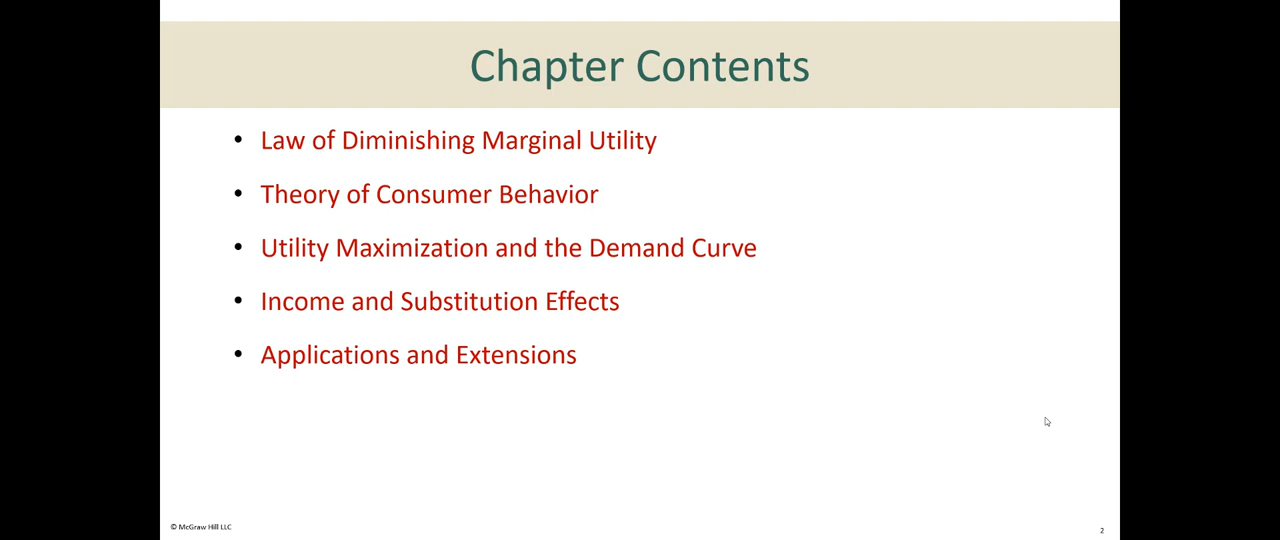 Chapter Contents
• Law of Diminishing Marginal Utility
• Theory of Consumer Behavior
• Utility Maximization and the Demand Curve
• Income and Substitution Effects
• Applications and Extensions
© McGraw Hill LLC
2